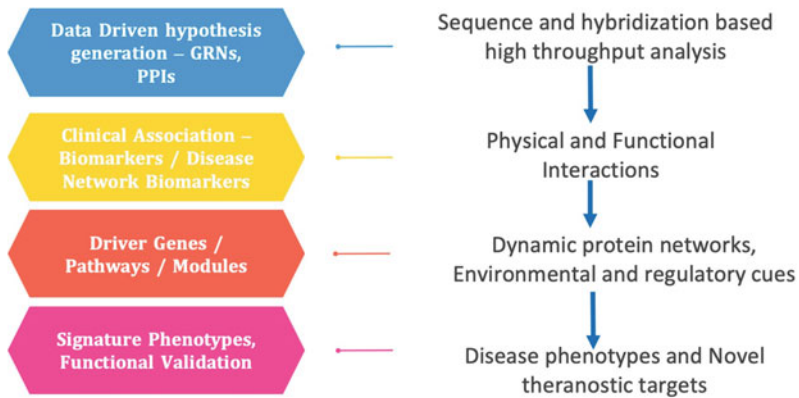 Data Driven hypothesis
generation – GRNs,
PPIs
Sequence and hybridization based
high throughput analysis
Clinical Association –
Biomarkers / Disease
Network Biomarkers
Physical and Functional
Interactions
Driver Genes /
Pathways / Modules
Dynamic protein networks,
Environmental and regulatory cues
Signature Phenotypes,
Functional Validation
Disease phenotypes and Novel
theranostic targets